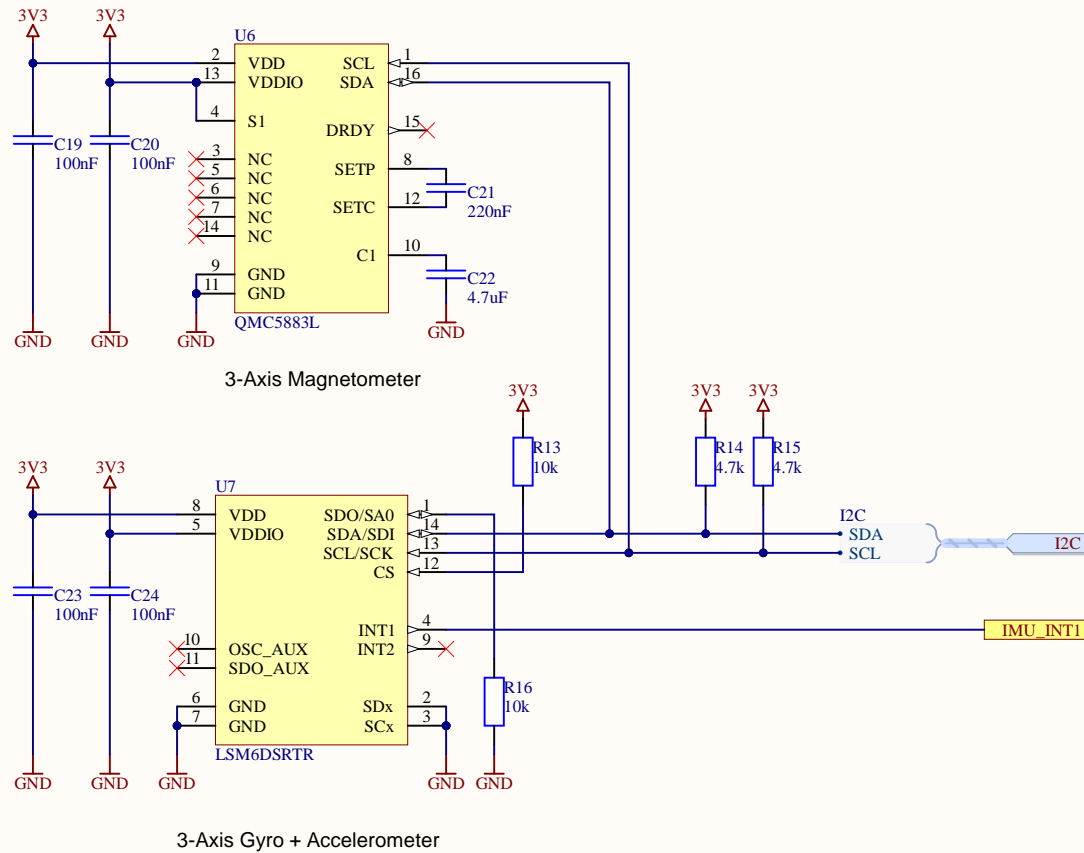 3V3
3V3
U6
2
VDD
SCL
1
13
VDDIO
SDA
16
4
S1
DRDY
15
C19
100nF
C20
100nF
3
NC
5
NC
6
NC
7
NC
14
NC
SETP
8
C21
220nF
SETC
12
C1
10
C22
4.7uF
9
GND
11
GND
QMC5883L
GND
GND
GND
GND
3-Axis Magnetometer
3V3
3V3
3V3
R13
10k
R14
4.7k
R15
4.7k
3V3
3V3
U7
8
VDD
SDO/SA0
1
5
VDDIO
SDA/SDI
14
SCL/SCK
13
CS
12
I2C
SDA
SCL
I2C
C23
100nF
C24
100nF
INT1
4
IMU_INT1
10
OSC_AUX
INT2
9
11
SDO_AUX
R16
10k
6
GND
SDx
2
7
GND
SCx
3
LSM6DSRTR
GND
GND
GND
GND
GND
3-Axis Gyro + Accelerometer